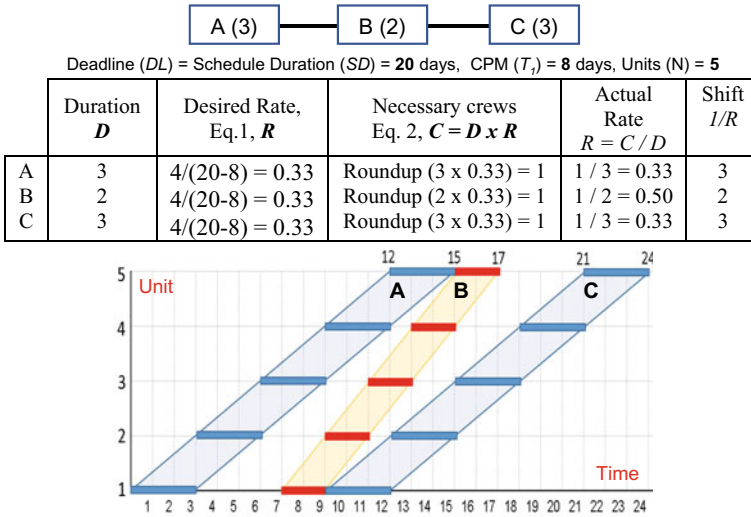 A (3) B (2) C (3)
Deadline (DL) = Schedule Duration (SD) = 20 days, CPM (T1) = 8 days, Units (N) = 5
Duration Desired Rate, Necessary crews Actual Shift
D Eq.1, R Eq. 2, C = D x R Rate 1/R
R = C / D
A 3 4/(20-8) = 0.33 Roundup (3 x 0.33) = 1 1 / 3 = 0.33 3
B 2 4/(20-8) = 0.33 Roundup (2 x 0.33) = 1 1 / 2 = 0.50 2
C 3 4/(20-8) = 0.33 Roundup (3 x 0.33) = 1 1 / 3 = 0.33 3
12 15 17 21 24
5 Unit A B C
4
3
2
Time
1
1 2 3 4 5 6 7 8 9 10 11 12 13 14 15 16 17 18 19 20 21 22 23 24